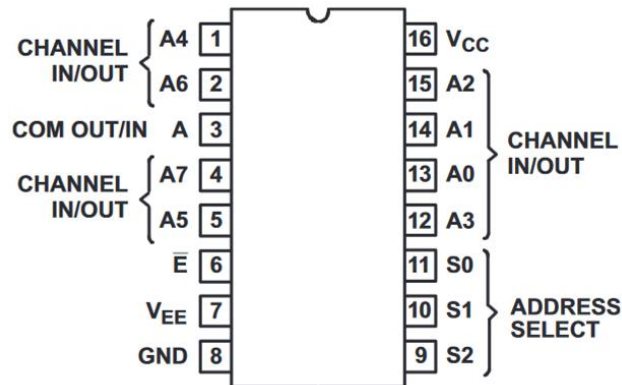 CHANNEL IN/OUT
A4 1
A6 2
COM OUT/IN A 3
CHANNEL IN/OUT
A7 4
A5 5
E̅ 6
VEE 7
GND 8
16 VCC
15 A2
14 A1
13 A0
12 A3
CHANNEL IN/OUT
11 S0
10 S1
9 S2
ADDRESS SELECT